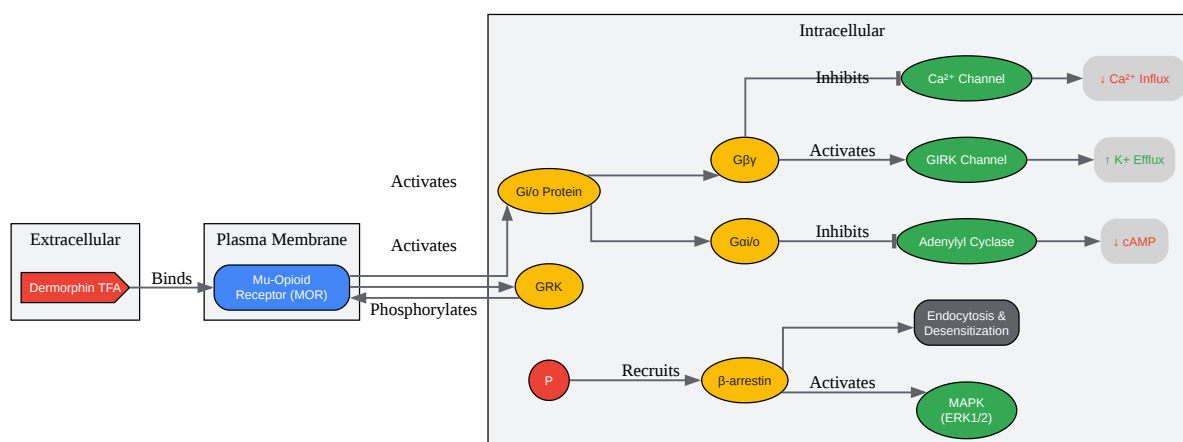 Intracellular
Inhibits
Ca²⁺ Channel
↓ Ca²⁺ Influx
Gβγ
Activates
GIRK Channel
↑ K+ Efflux
Activates
Gi/o Protein
Extracellular
Plasma Membrane
Activates
Gαi/o
Inhibits
Adenylyl Cyclase
↓ cAMP
Dermorphin TFA
Binds
Mu-Opioid
Receptor (MOR)
GRK
Phosphorylates
Endocytosis &
Desensitization
P
Recruits
β-arrestin
Activates
MAPK
(ERK1/2)